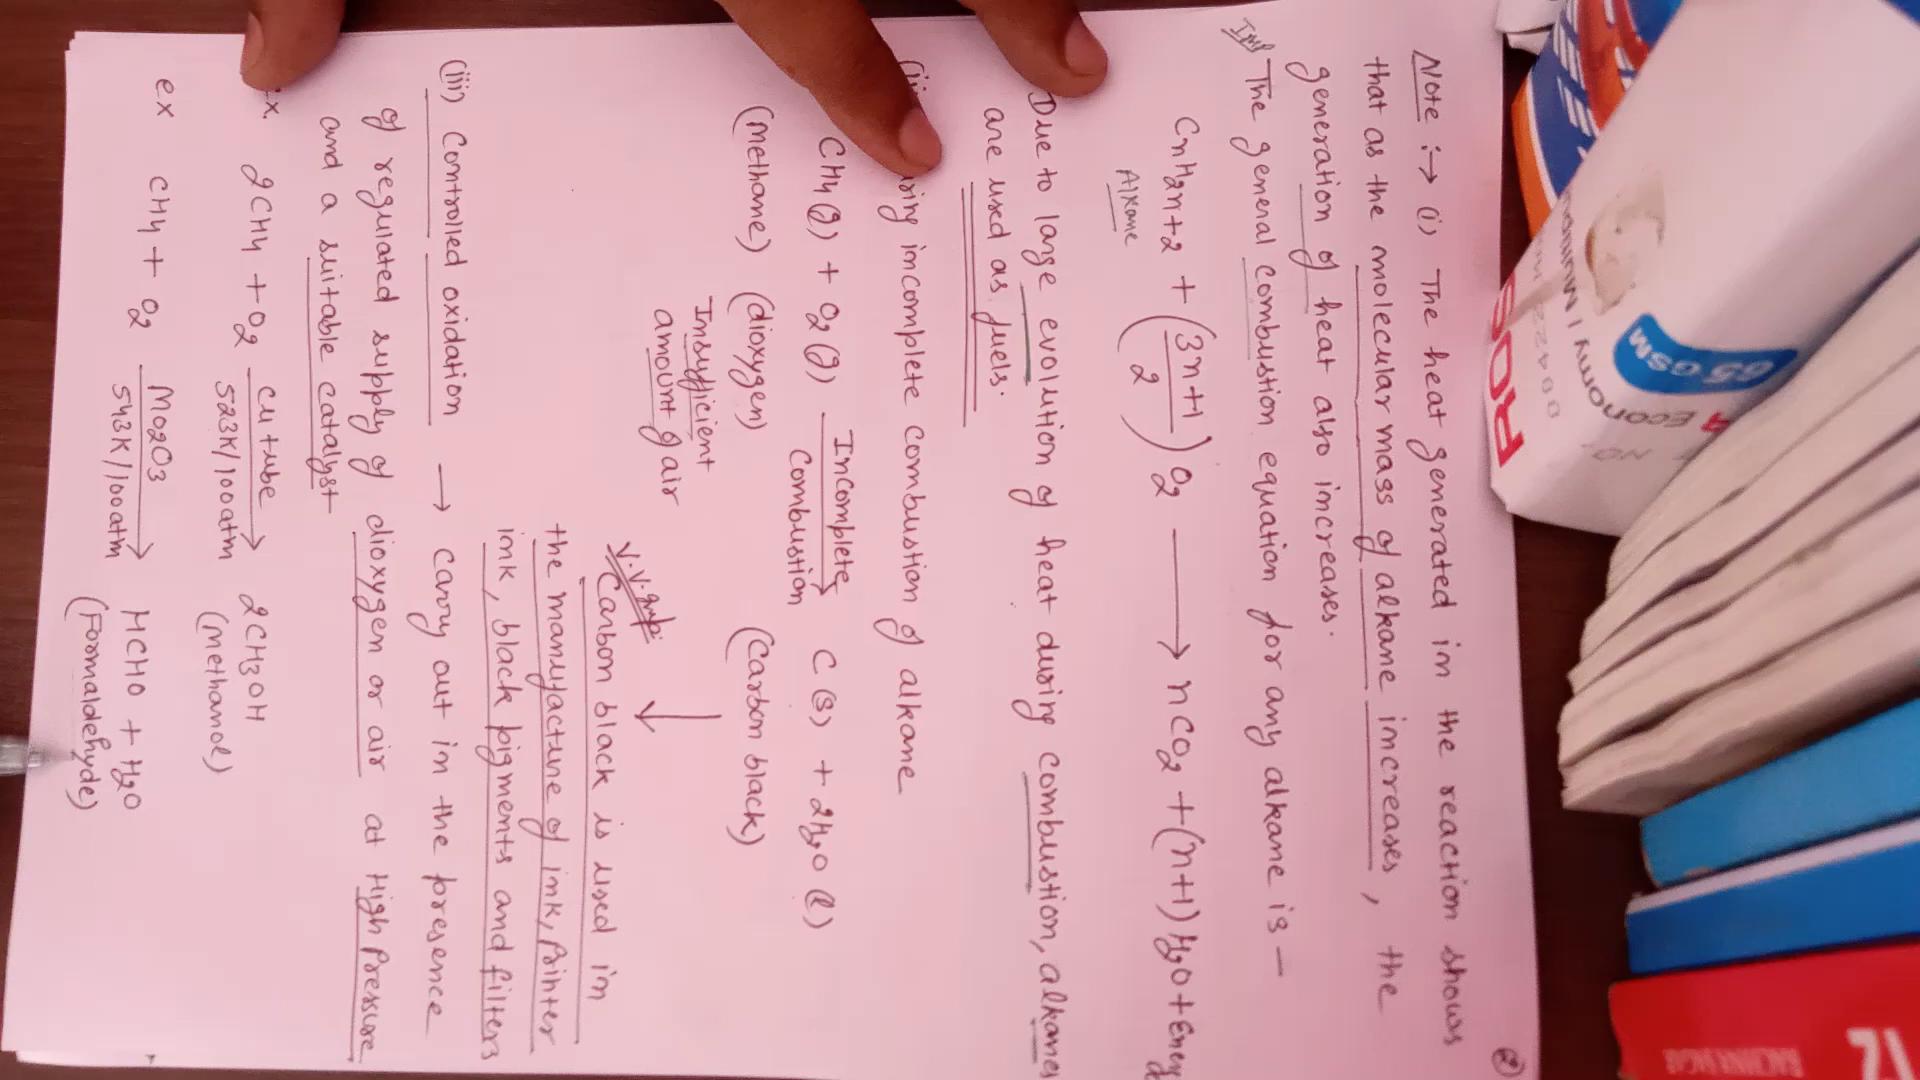 Note :→ (i) The heat generated in the reaction shows
that as the molecular mass of alkane increases, the
generation of heat also increases.
Imp The general combustion equation for any alkane is –
CnH2n+2 + (3n+1/2) O2 ⟶ nCO2 + (n+1) H2O + Energy
Alkane
Due to large evolution of heat during combustion, alkanes
are used as fuels.
incomplete combustion of alkane
CH4(g) + O2(g) Incomplete Combustion → C(s) + 2H2O(l)
(Methane) (dioxygen) (Carbon black)
Insufficient
amount of air
V.V.Imp.
Carbon black is used in
the manufacture of ink, printer
ink, black pigments and filters
(iii) Controlled oxidation → Carry out in the presence
of regulated supply of dioxygen or air at High Pressure
and a suitable catalyst
ex. 2CH4 + O2 Cu tube 523K/100atm → 2CH3OH
(Methanol)
ex CH4 + O2 Mo2O3 543K/100atm → HCHO + H2O
(Formaldehyde)
65 GSM
Economy